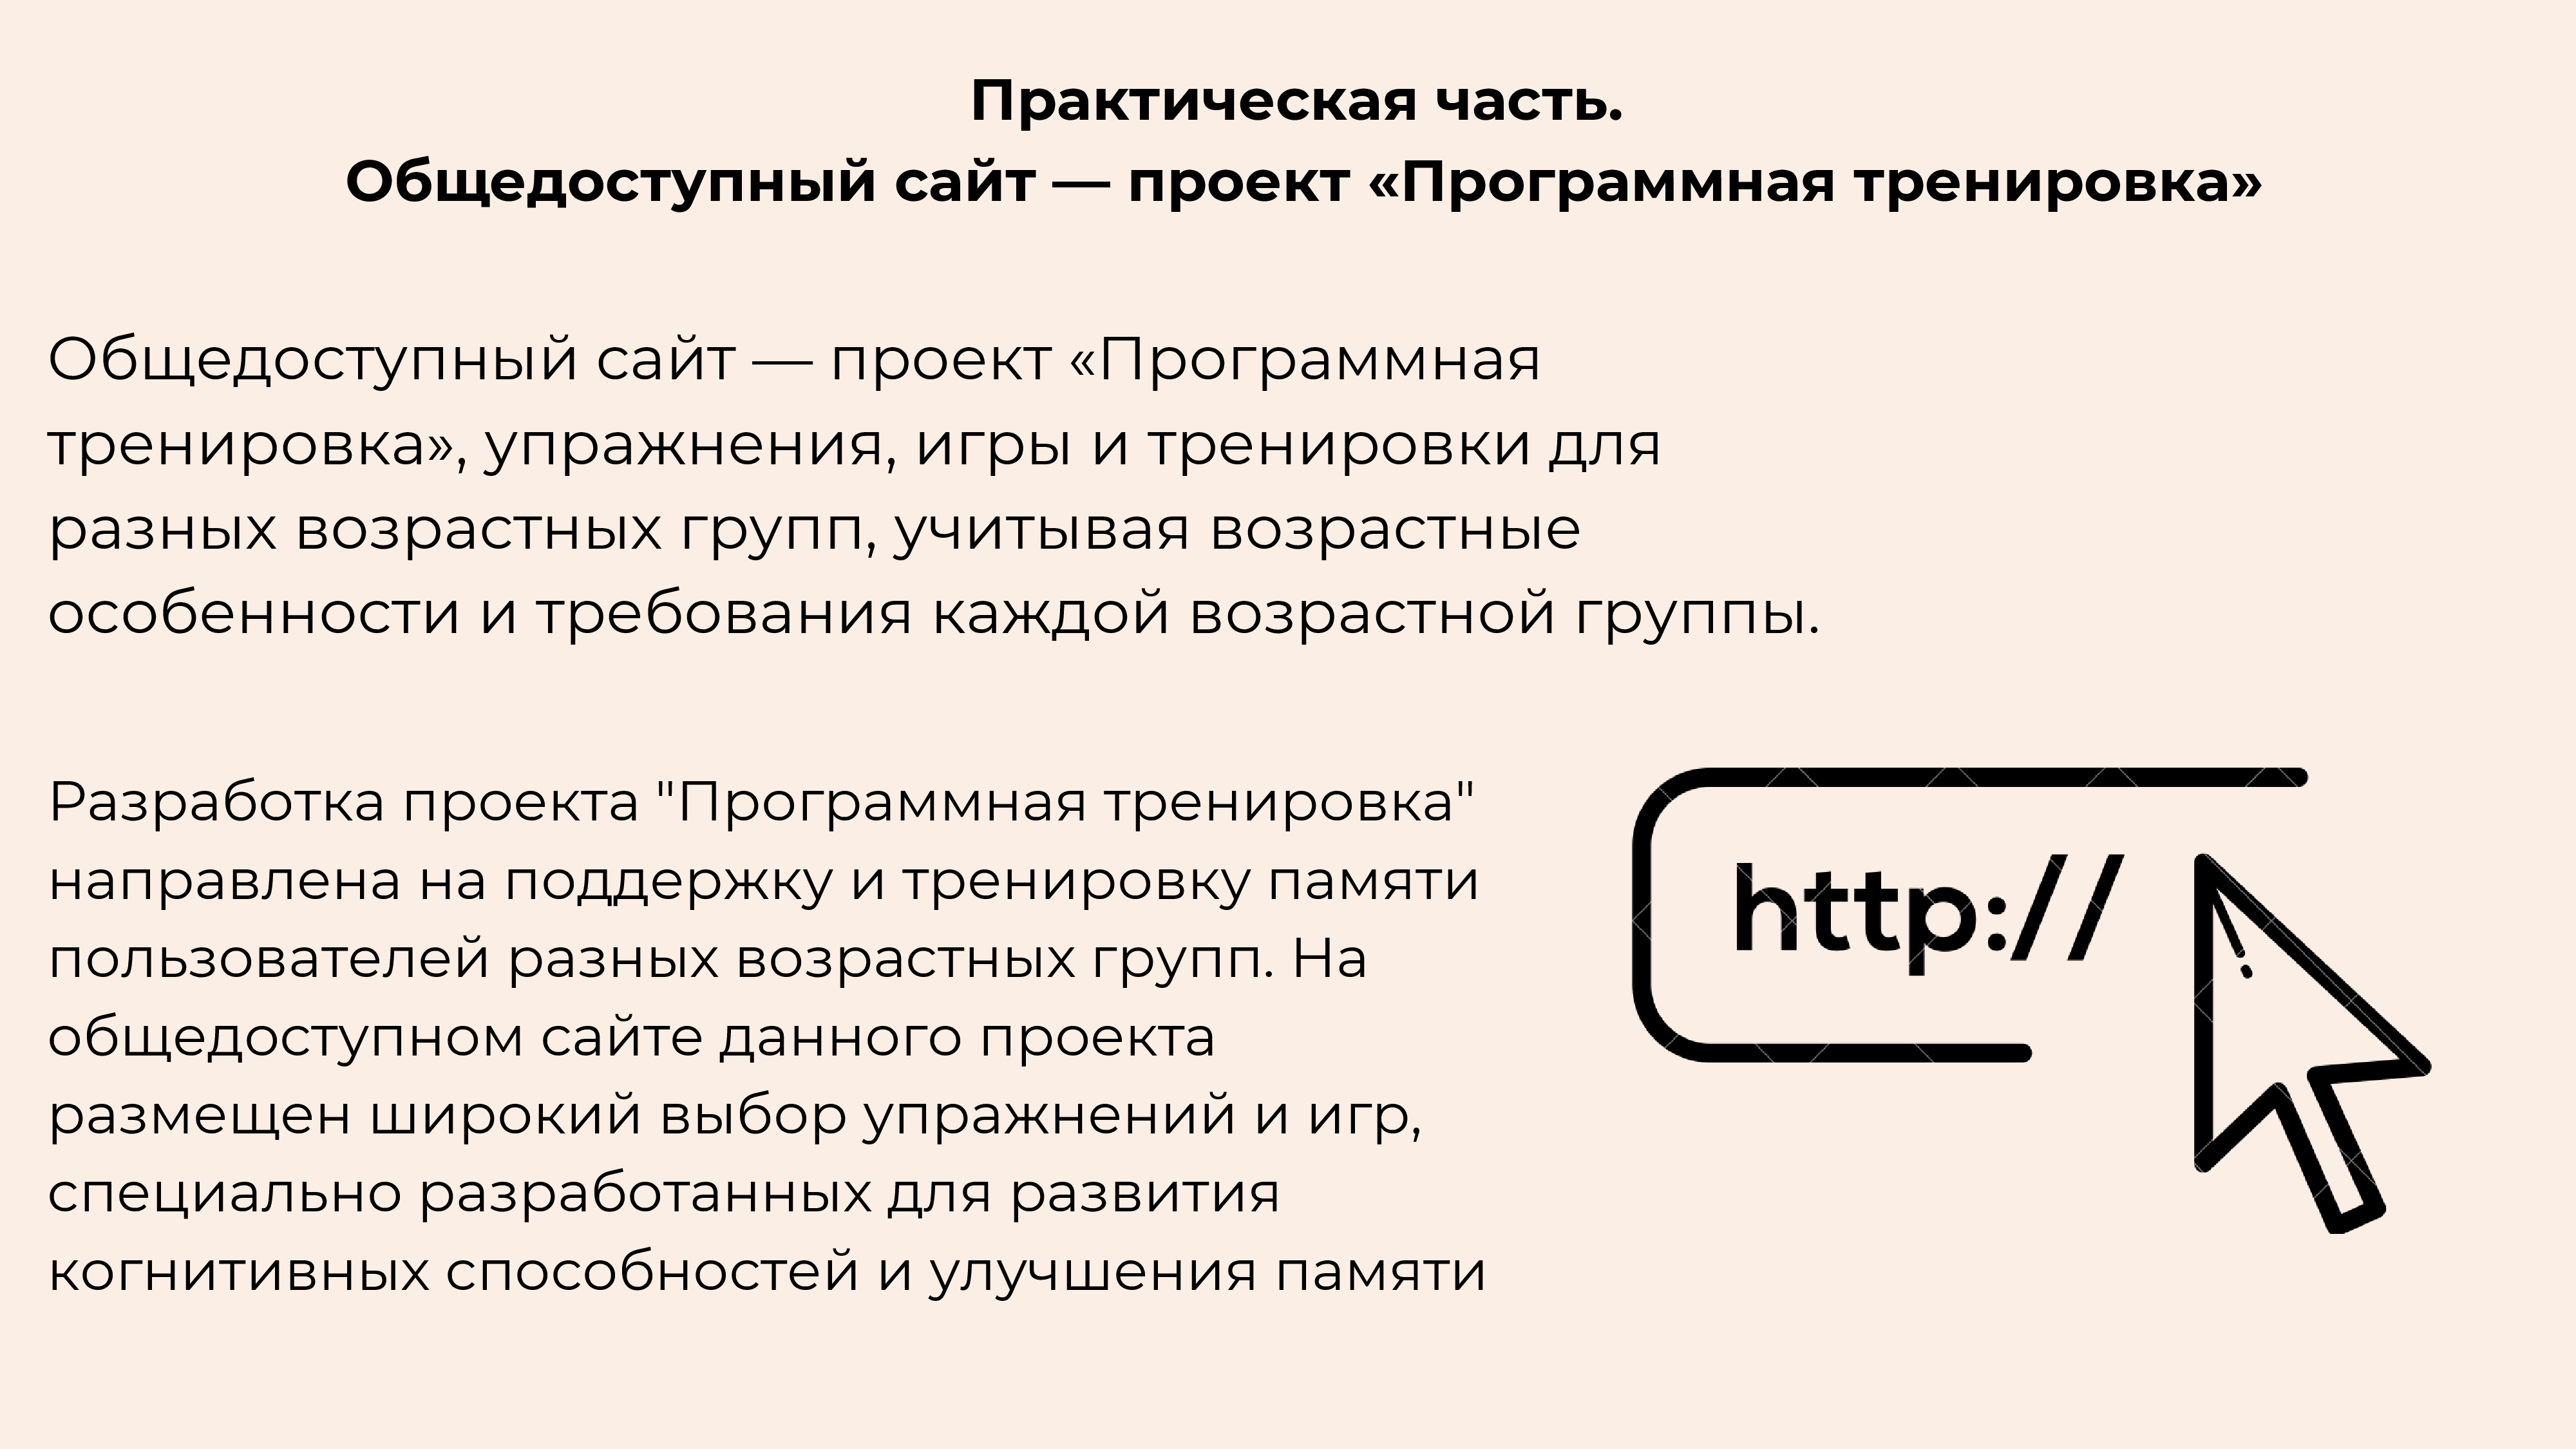 Практическая часть.
Общедоступный сайт — проект «Программная тренировка»
Общедоступный сайт — проект «Программная
тренировка», упражнения, игры и тренировки для
разных возрастных групп, учитывая возрастные
особенности и требования каждой возрастной группы.
Разработка проекта "Программная тренировка"
направлена на поддержку и тренировку памяти
пользователей разных возрастных групп. На
общедоступном сайте данного проекта
размещен широкий выбор упражнений и игр,
специально разработанных для развития
когнитивных способностей и улучшения памяти
http://